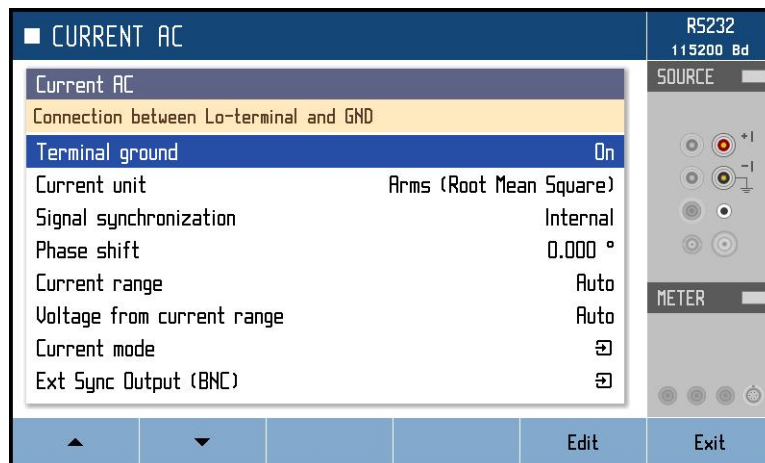 CURRENT AC
RS232
115200 Bd
Current AC
Connection between Lo-terminal and GND
Terminal ground On
Current unit Arms (Root Mean Square)
Signal synchronization Internal
Phase shift 0.000 °
Current range Auto
Voltage from current range Auto
Current mode
Ext Sync Output (BNC)
SOURCE
+I
-I
METER
Edit
Exit